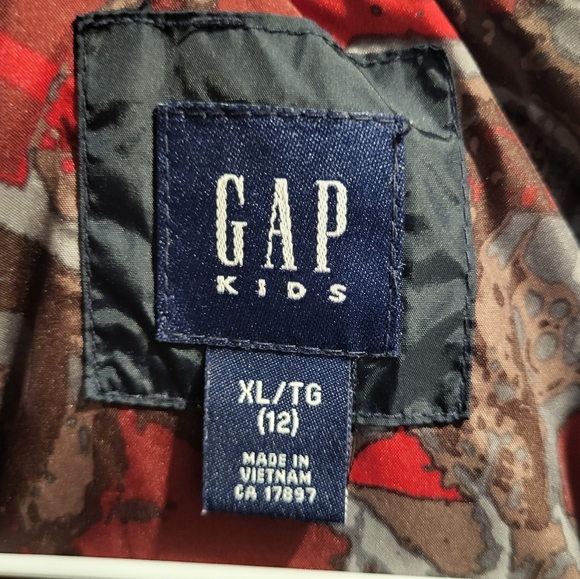 GAP
KIDS
XL/TG
(12)
MADE IN
VIETNAM
CA 17897